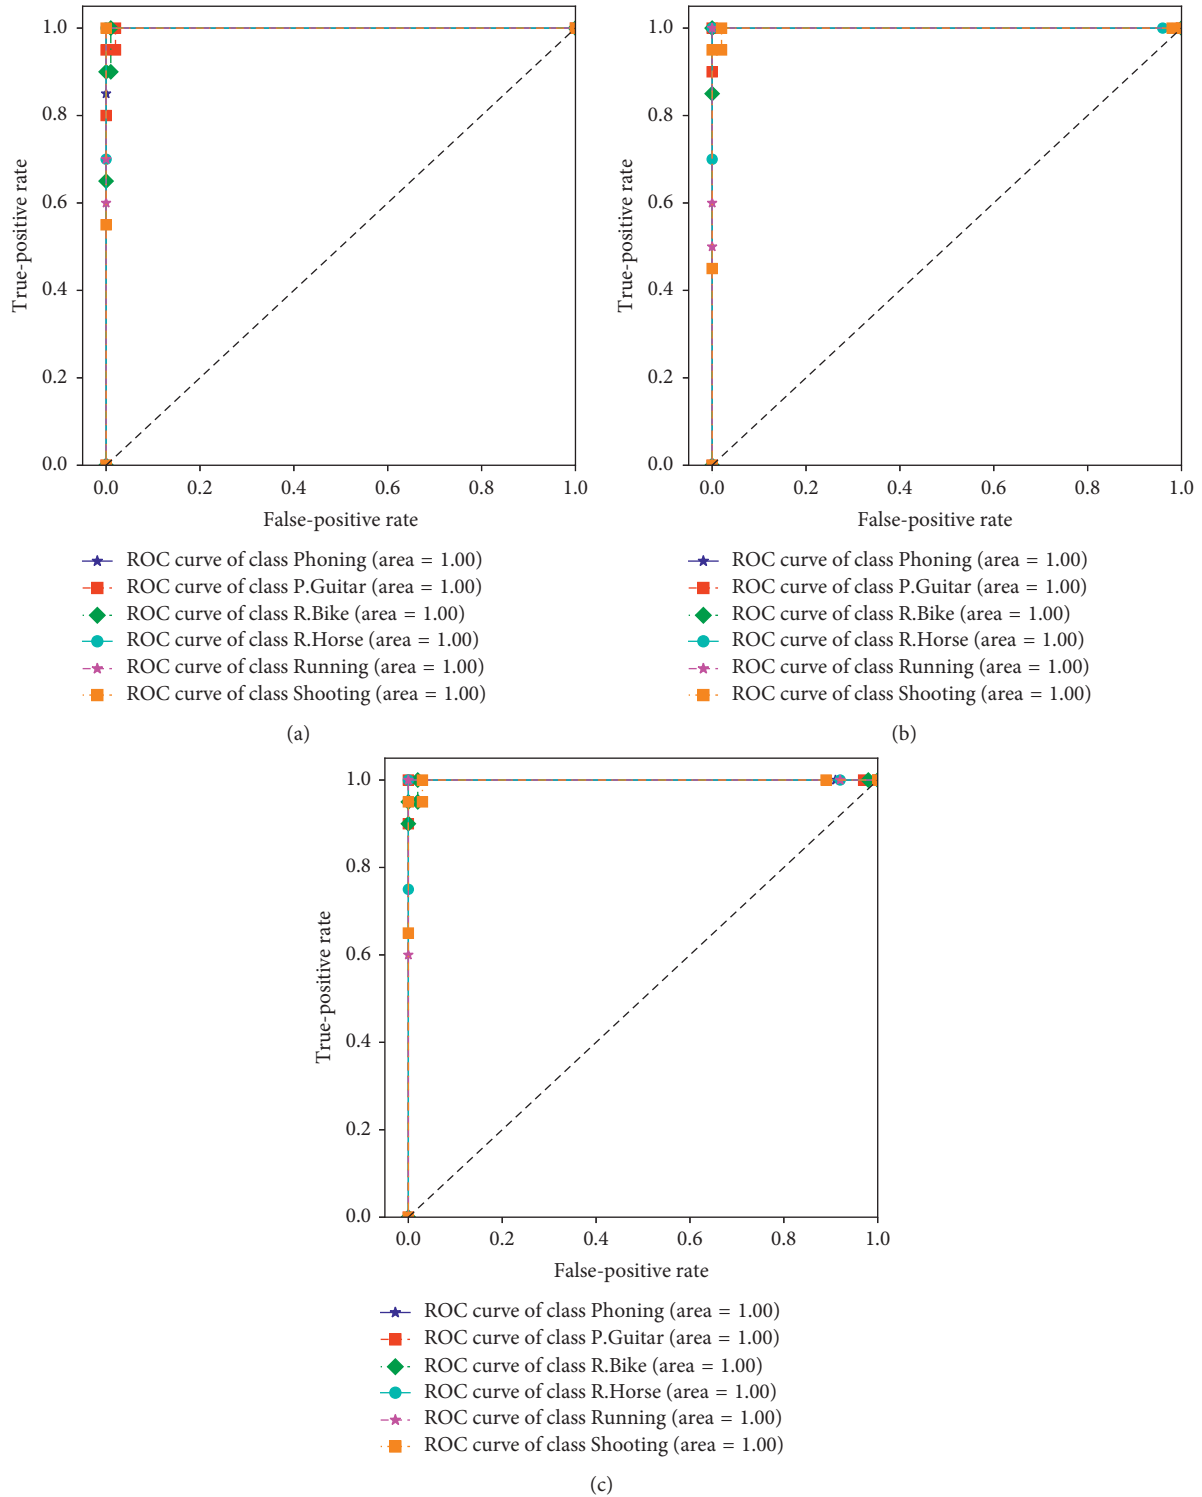 1.0
0.8
0.6
0.4
0.2
0.0
True-positive rate
0.0 0.2 0.4 0.6 0.8 1.0
False-positive rate
ROC curve of class Phoning (area = 1.00)
ROC curve of class P.Guitar (area = 1.00)
ROC curve of class R.Bike (area = 1.00)
ROC curve of class R.Horse (area = 1.00)
ROC curve of class Running (area = 1.00)
ROC curve of class Shooting (area = 1.00)
(a)
1.0
0.8
0.6
0.4
0.2
0.0
True-positive rate
0.0 0.2 0.4 0.6 0.8 1.0
False-positive rate
ROC curve of class Phoning (area = 1.00)
ROC curve of class P.Guitar (area = 1.00)
ROC curve of class R.Bike (area = 1.00)
ROC curve of class R.Horse (area = 1.00)
ROC curve of class Running (area = 1.00)
ROC curve of class Shooting (area = 1.00)
(b)
1.0
0.8
0.6
0.4
0.2
0.0
True-positive rate
0.0 0.2 0.4 0.6 0.8 1.0
False-positive rate
ROC curve of class Phoning (area = 1.00)
ROC curve of class P.Guitar (area = 1.00)
ROC curve of class R.Bike (area = 1.00)
ROC curve of class R.Horse (area = 1.00)
ROC curve of class Running (area = 1.00)
ROC curve of class Shooting (area = 1.00)
(c)